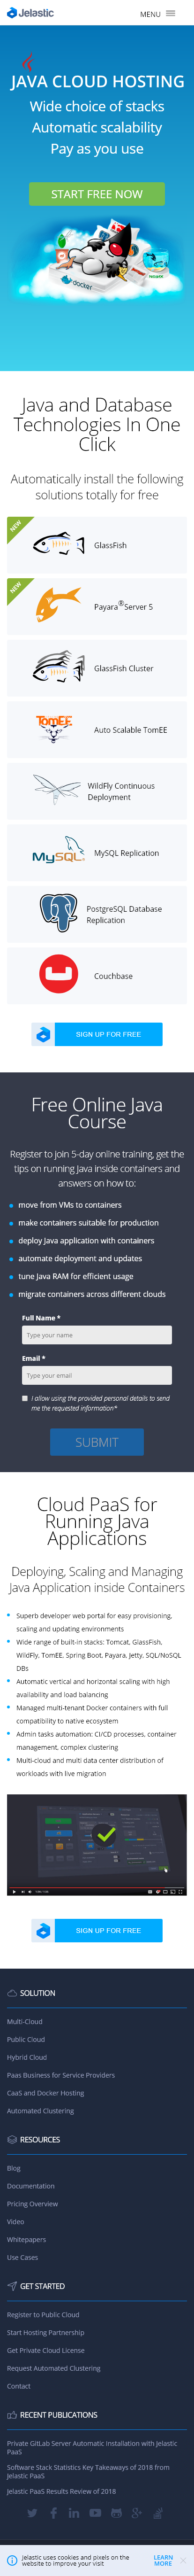 Jelastic
MENU
JAVA CLOUD HOSTING
Wide choice of stacks
Automatic scalability
Pay as you use
START FREE NOW
docker
Java and Database
Technologies In One
Click
Automatically install the following
solutions totally for free
NEW
GlassFish
NEW
Payara® Server 5
GlassFish Cluster
TomEE
Auto Scalable TomEE
WildFly Continuous
Deployment
MySQL
MySQL Replication
PostgreSQL Database
Replication
Couchbase
SIGN UP FOR FREE
Free Online Java
Course
Register to join 5-day online training, get the
tips on running Java inside containers and
answers on how to:
move from VMs to containers
make containers suitable for production
deploy Java application with containers
automate deployment and updates
tune Java RAM for efficient usage
migrate containers across different clouds
Full Name *
Type your name
Email *
Type your email
I allow using the provided personal details to send
me the requested information*
SUBMIT
Cloud PaaS for
Running Java
Applications
Deploying, Scaling and Managing
Java Application inside Containers
Superb developer web portal for easy provisioning,
scaling and updating environments
Wide range of built-in stacks: Tomcat, GlassFish,
WildFly, TomEE, Spring Boot, Payara, Jetty, SQL/NoSQL
DBs
Automatic vertical and horizontal scaling with high
availability and load balancing
Managed multi-tenant Docker containers with full
compatibility to native ecosystem
Admin tasks automation: CI/CD processes, container
management, complex clustering
Multi-cloud and multi data center distribution of
workloads with live migration
SIGN UP FOR FREE
SOLUTION
Multi-Cloud
Public Cloud
Hybrid Cloud
Paas Business for Service Providers
CaaS and Docker Hosting
Automated Clustering
RESOURCES
Blog
Documentation
Pricing Overview
Video
Whitepapers
Use Cases
GET STARTED
Register to Public Cloud
Start Hosting Partnership
Get Private Cloud License
Request Automated Clustering
Contact
RECENT PUBLICATIONS
Private GitLab Server Automatic Installation with Jelastic
PaaS
Software Stack Statistics Key Takeaways of 2018 from
Jelastic PaaS
Jelastic PaaS Results Review of 2018
Jelastic uses cookies and pixels on the
website to improve your visit
LEARN
MORE